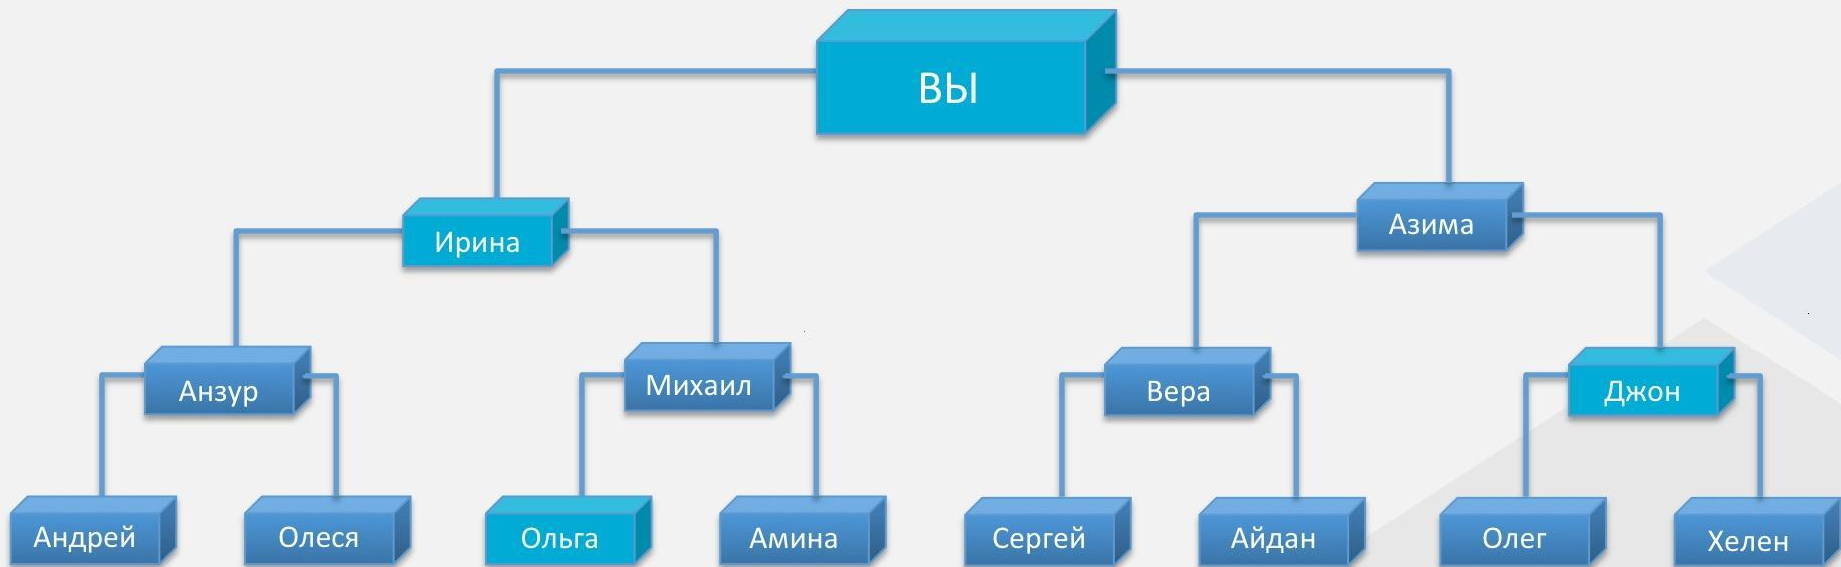 ВЫ
Ирина
Азима
Анзур
Михаил
Вера
Джон
Андрей
Олеся
Ольга
Амина
Сергей
Айдан
Олег
Хелен